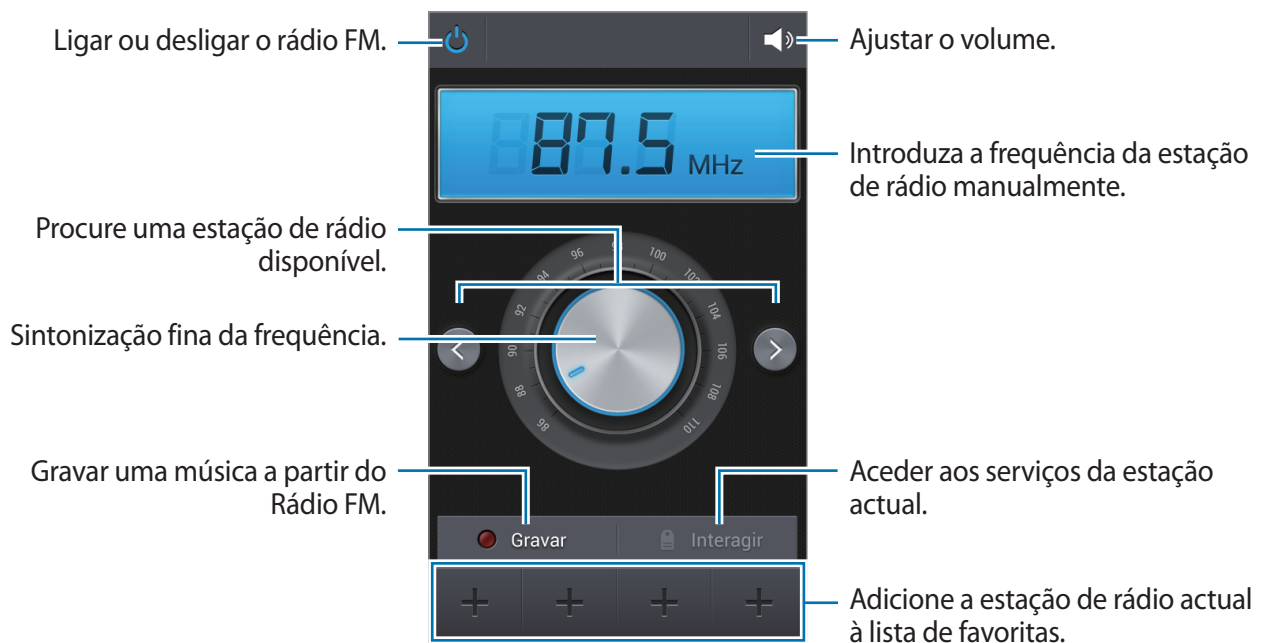 Ligar ou desligar o rádio FM.
Ajustar o volume.
87.5 MHz
Introduza a frequência da estação
de rádio manualmente.
Procure uma estação de rádio
disponível.
Sintonização fina da frequência.
86
88
90
92
94
96
98
100
102
104
106
108
110
Gravar uma música a partir do
Rádio FM.
Aceder aos serviços da estação
actual.
Gravar
Interagir
+ + + +
Adicione a estação de rádio actual
à lista de favoritas.